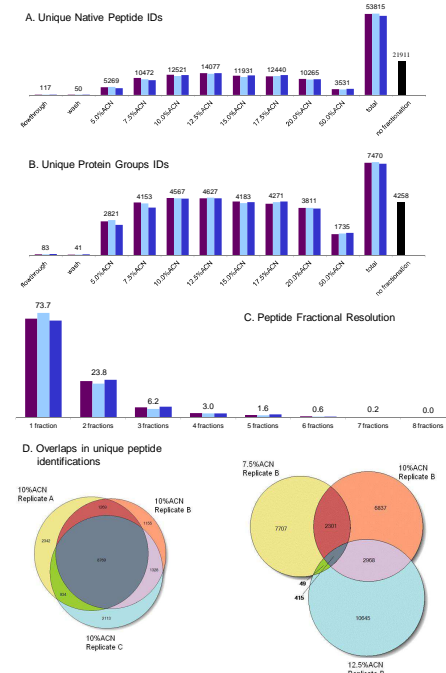 A. Unique Native Peptide IDs
53815
117
50
5269
10472
12521
14077
11931
12440
10265
3531
21911
flowthrough
wash
5.0%ACN
7.5%ACN
10.0%ACN
12.5%ACN
15.0%ACN
17.5%ACN
20.0%ACN
50.0%ACN
total
no fractionation
B. Unique Protein Groups IDs
7470
83
41
2821
4153
4567
4627
4183
4271
3811
1735
4258
flowthrough
wash
5.0%ACN
7.5%ACN
10.0%ACN
12.5%ACN
15.0%ACN
17.5%ACN
20.0%ACN
50.0%ACN
total
no fractionation
C. Peptide Fractional Resolution
73.7
23.8
6.2
3.0
1.6
0.6
0.2
0.0
1 fraction
2 fractions
3 fractions
4 fractions
5 fractions
6 fractions
7 fractions
8 fractions
D. Overlaps in unique peptide
identifications
10%ACN
Replicate A
10%ACN
Replicate B
2342
1155
10%ACN
Replicate C
7.5%ACN
Replicate B
10%ACN
Replicate B
7707
2301
6837
2968
49
415
10645
12.5%ACN